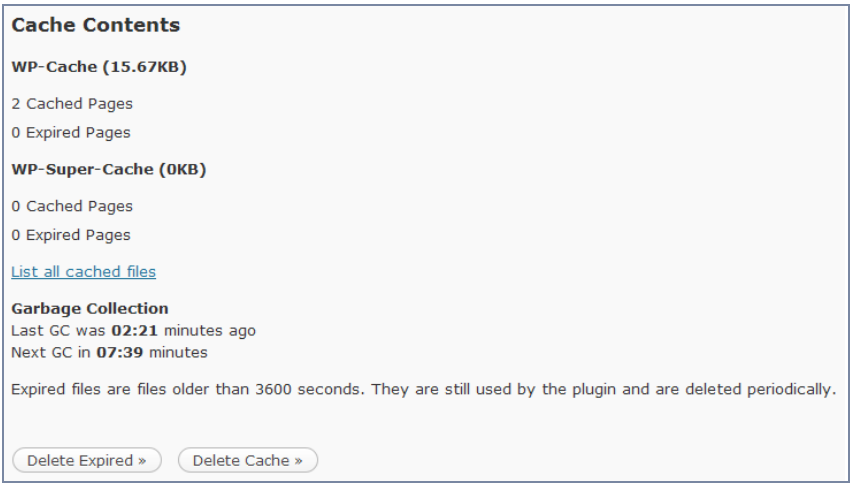 Cache Contents
WP-Cache (15.67KB)
2 Cached Pages
0 Expired Pages
WP-Super-Cache (0KB)
0 Cached Pages
0 Expired Pages
List all cached files
Garbage Collection
Last GC was 02:21 minutes ago
Next GC in 07:39 minutes
Expired files are files older than 3600 seconds. They are still used by the plugin and are deleted periodically.
Delete Expired » Delete Cache »